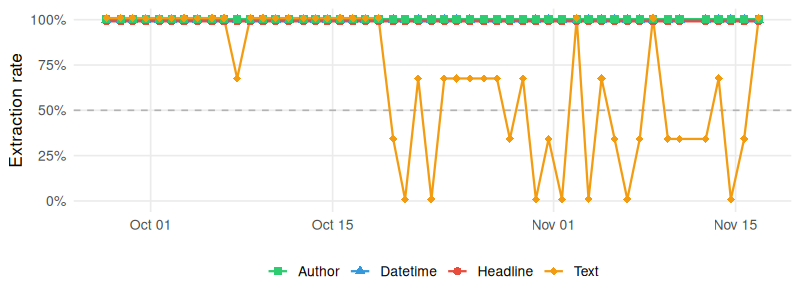 Extraction rate
100%
75%
50%
25%
0%
Oct 01 Oct 15 Nov 01 Nov 15
Author Datetime Headline Text